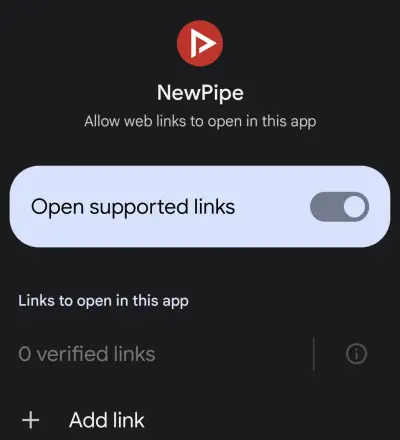 NewPipe
Allow web links to open in this app
Open supported links
Links to open in this app
0 verified links
Add link